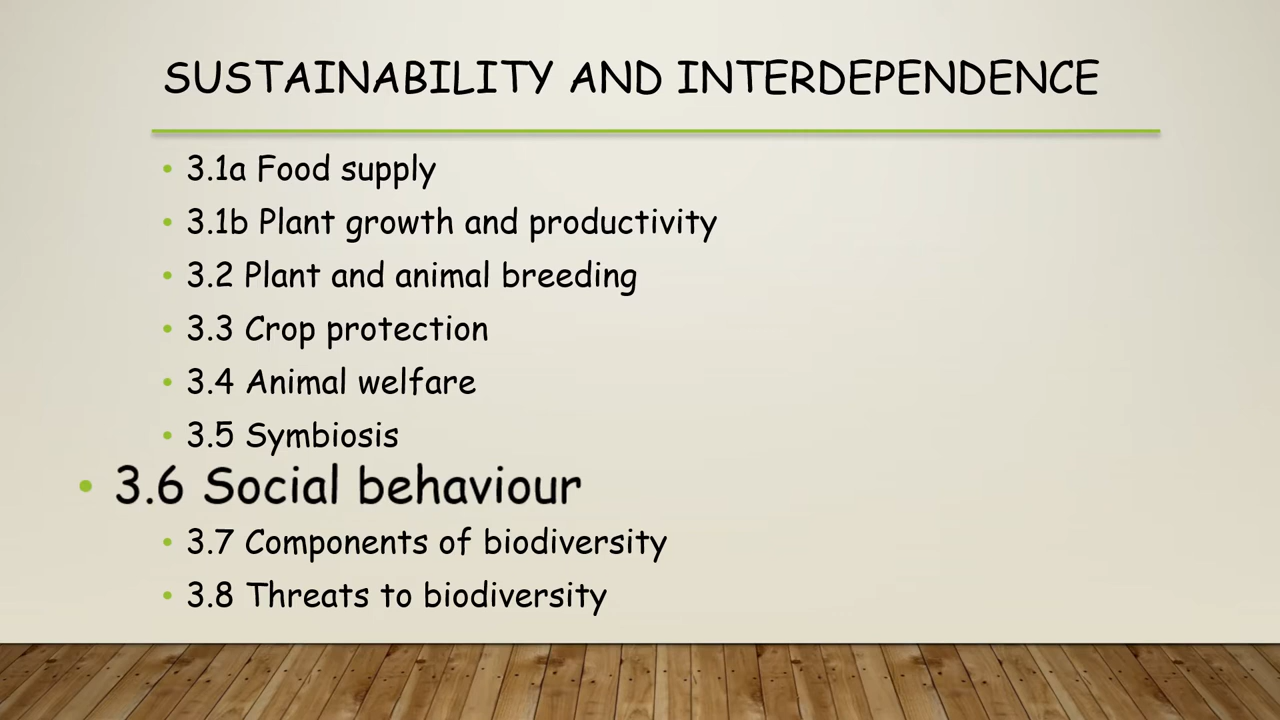 SUSTAINABILITY AND INTERDEPENDENCE
• 3.1a Food supply
• 3.1b Plant growth and productivity
• 3.2 Plant and animal breeding
• 3.3 Crop protection
• 3.4 Animal welfare
• 3.5 Symbiosis
• 3.6 Social behaviour
• 3.7 Components of biodiversity
• 3.8 Threats to biodiversity